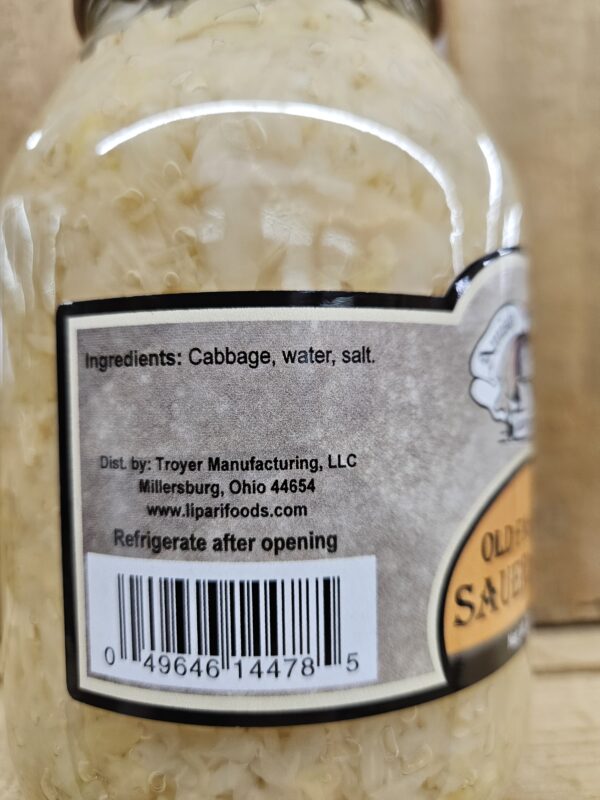 Ingredients: Cabbage, water, salt.
Dist. by: Troyer Manufacturing, LLC
Millersburg, Ohio 44654
www.liparifoods.com
Refrigerate after opening
0 49646 14478 5
OLD